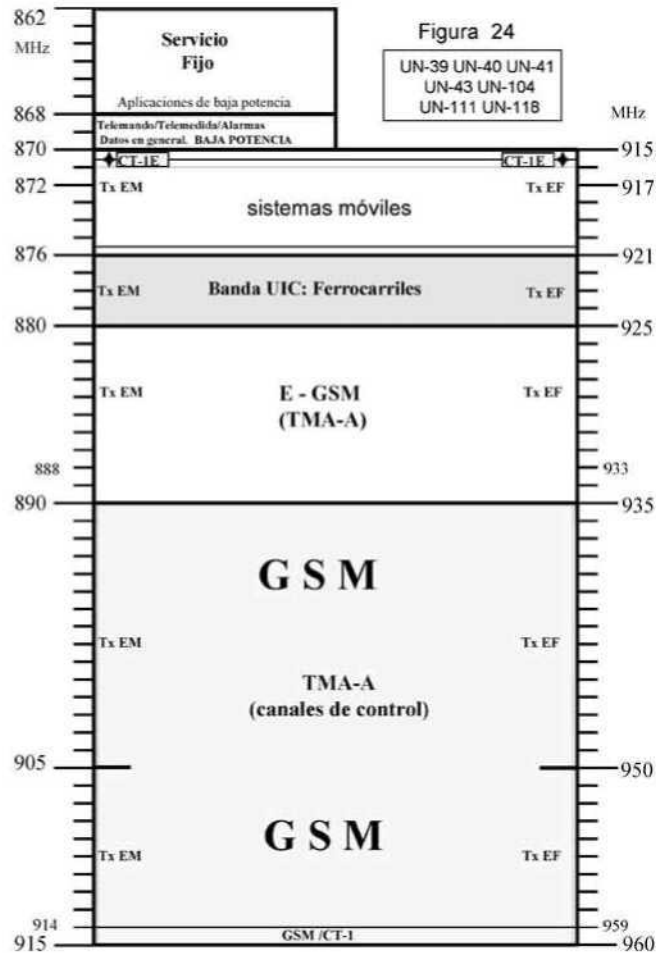 862
MHz
Servicio
Fijo
Aplicaciones de baja potencia
Figura 24
UN-39 UN-40 UN-41
UN-43 UN-104
UN-111 UN-118
868
Telemando/Telemedida/Alarmas
Datos en general. BAJA POTENCIA
MHz
870
915
CT-1E
CT-1E
872
Tx EM
Tx EF
917
sistemas móviles
876
921
Tx EM
Banda UIC: Ferrocarriles
Tx EF
880
925
Tx EM
E - GSM
Tx EF
(TMA-A)
888
933
890
935
G S M
Tx EM
Tx EF
TMA-A
(canales de control)
905
950
G S M
Tx EM
Tx EF
914
959
GSM /CT-1
915
960